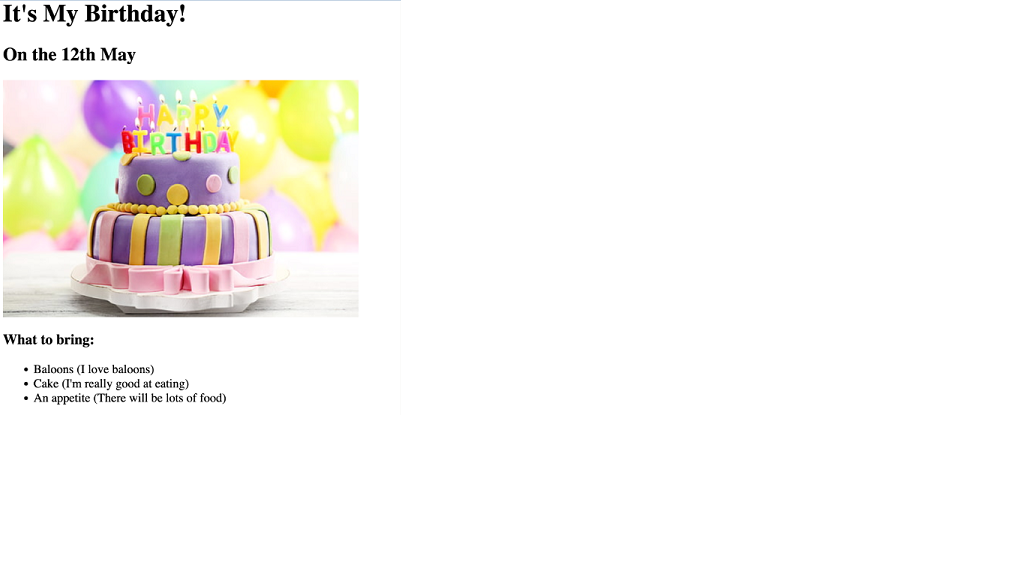 It's My Birthday!
On the 12th May
HAPPY
BIRTHDAY
What to bring:
Baloons (I love baloons)
Cake (I'm really good at eating)
An appetite (There will be lots of food)